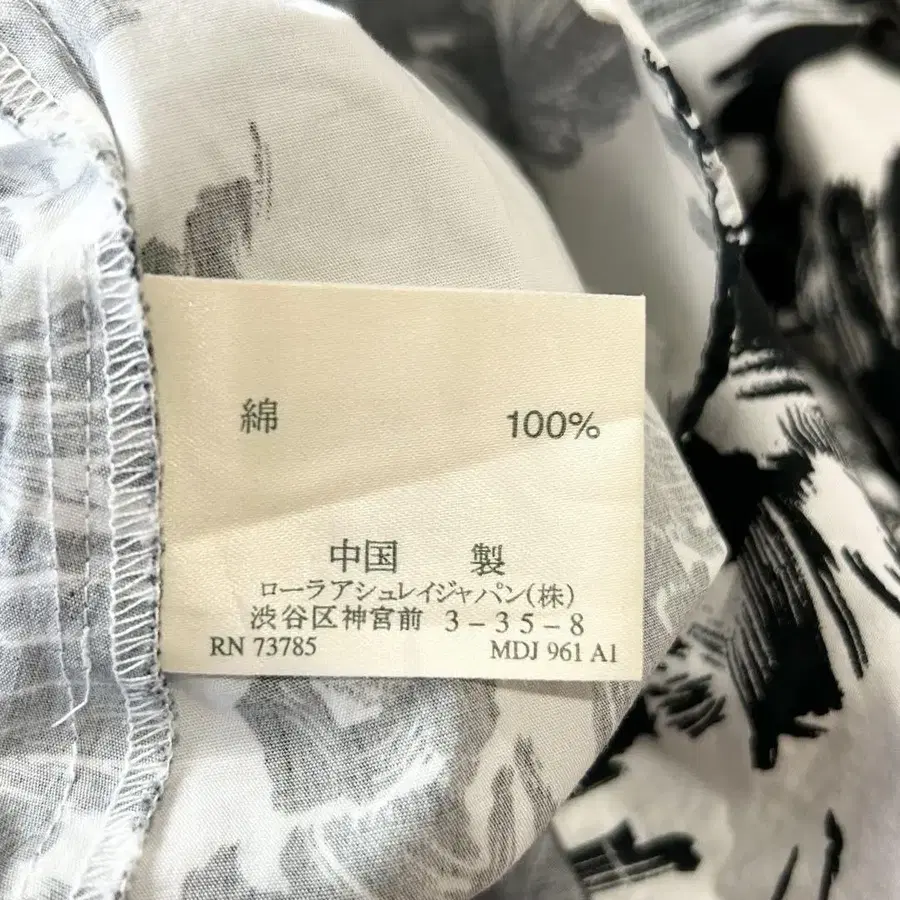 綿 100%
中国 製
ローラアシュレイジャパン(株)
渋谷区神宮前 3-35-8
RN 73785 MDJ 961 A1